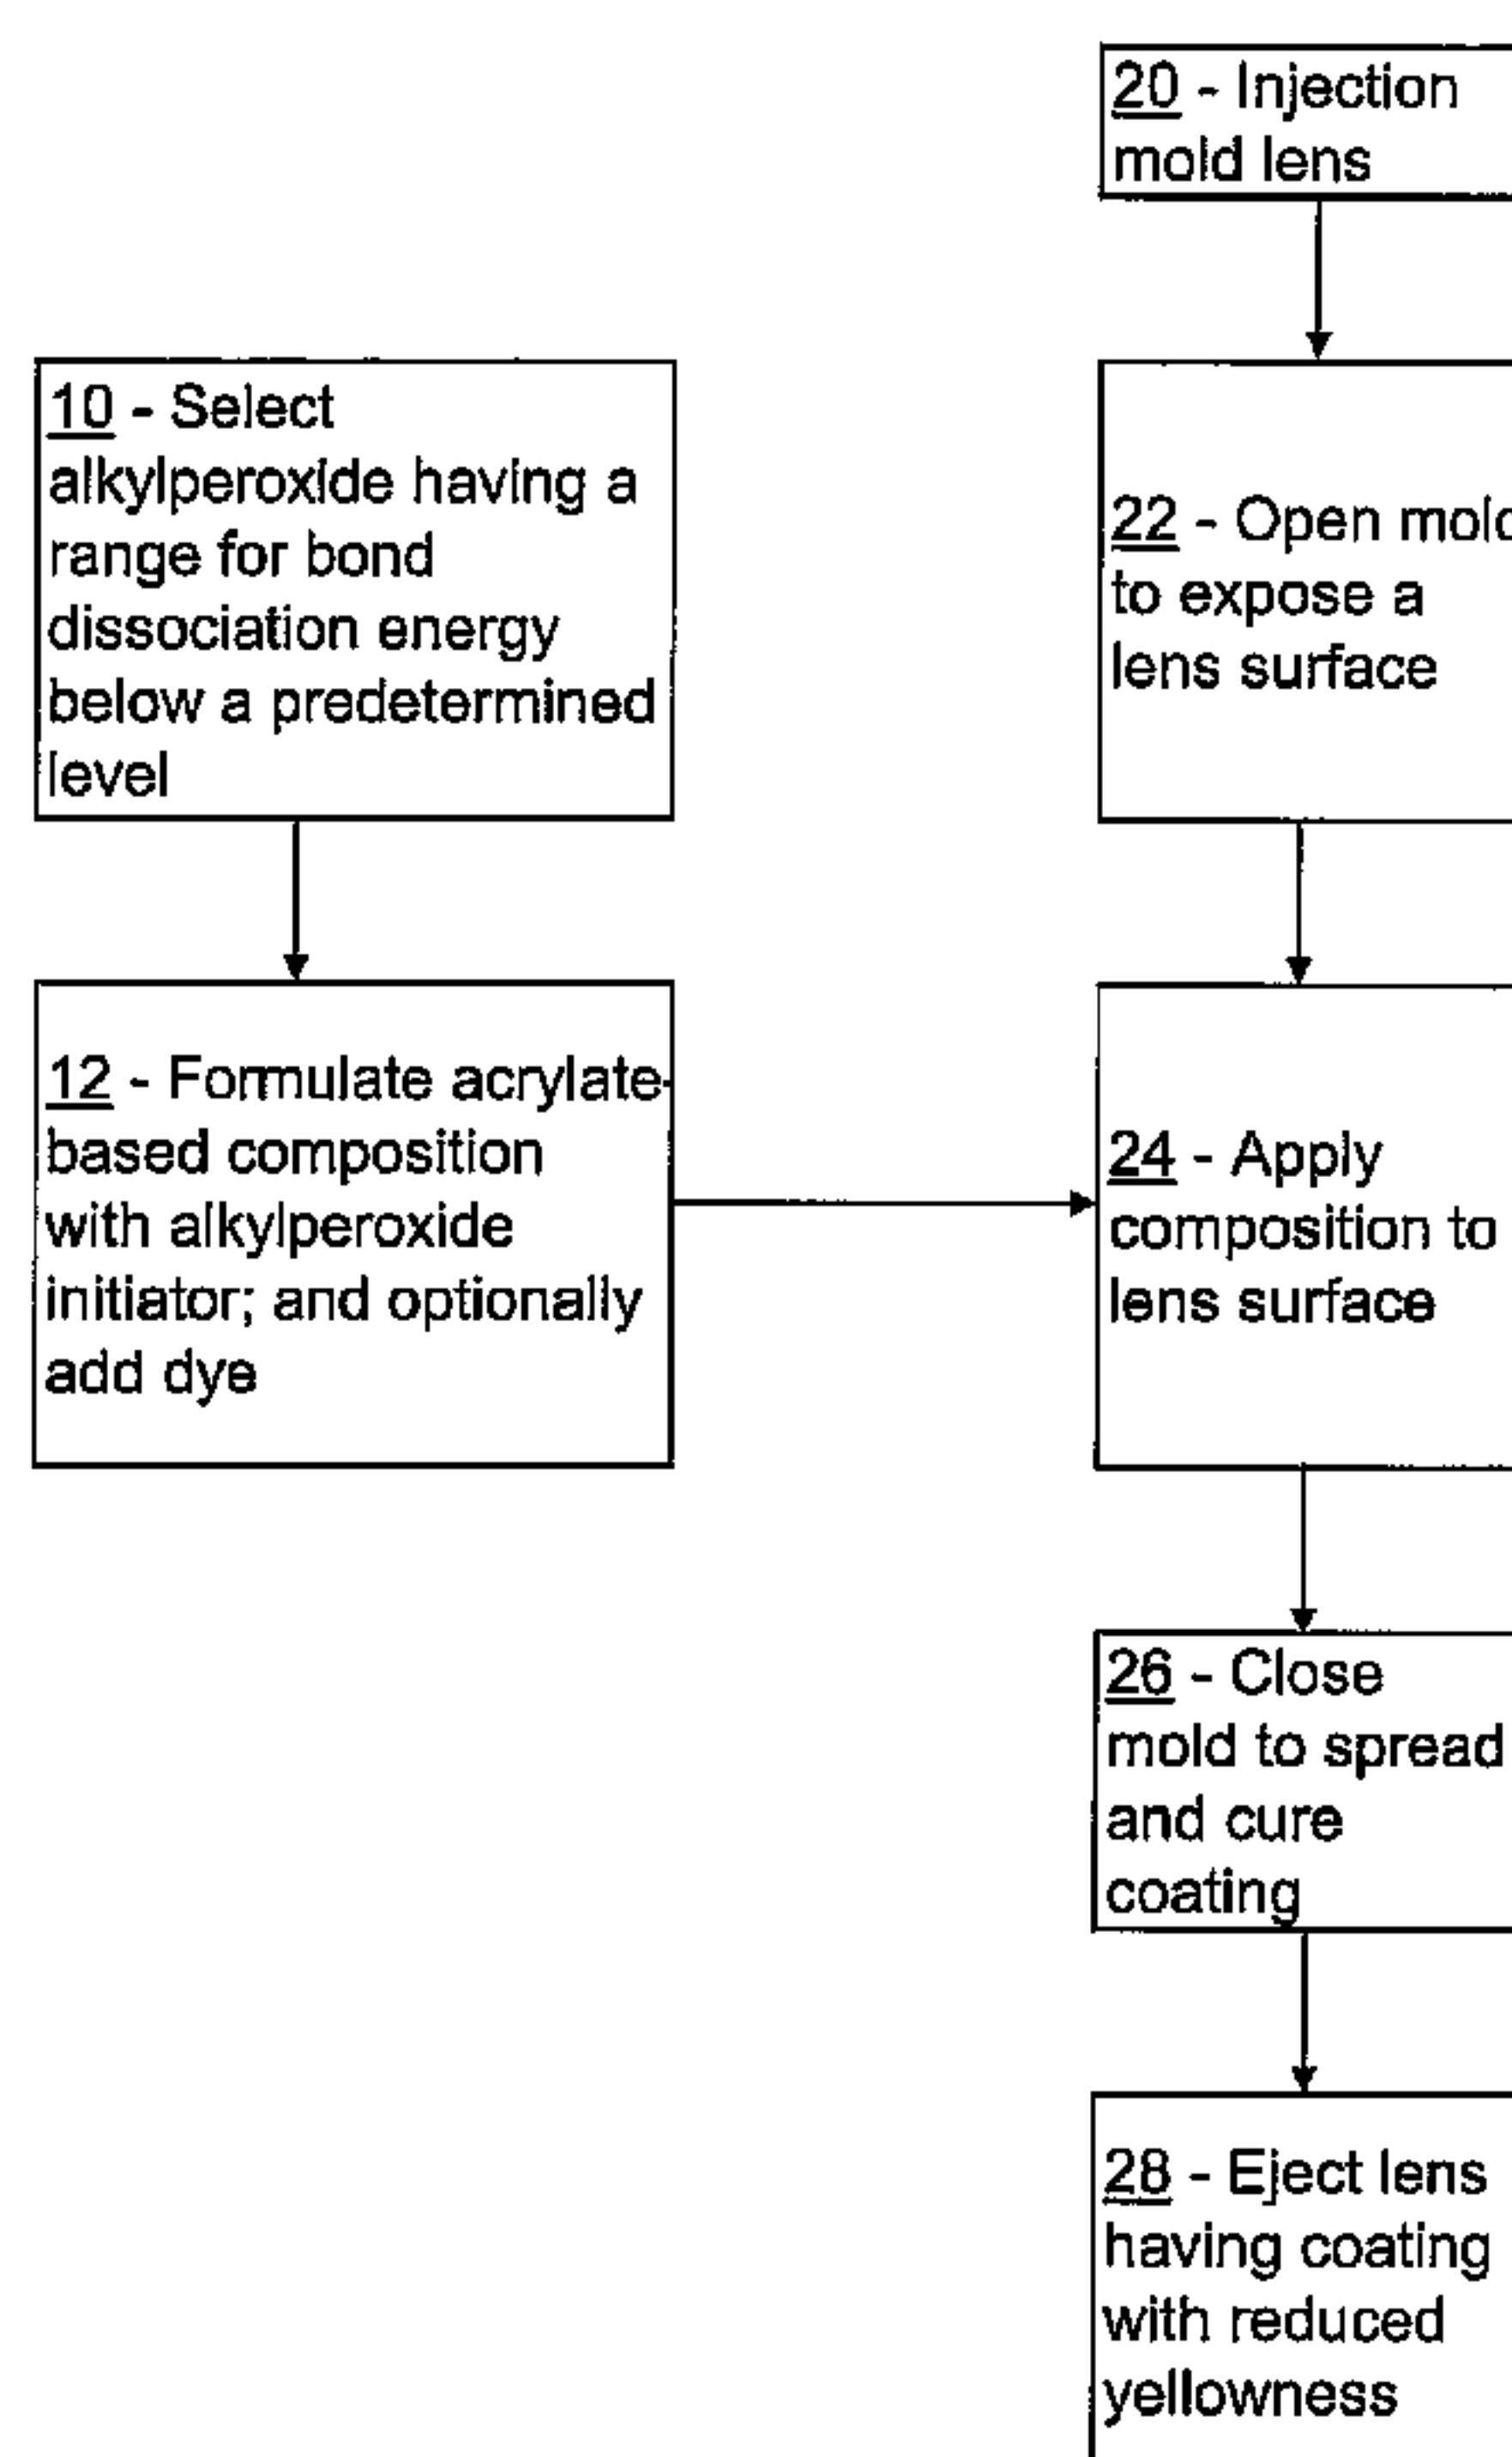 20 - Injection
mold lens
10 - Select
alkylperoxide having a
range for bond
dissociation energy
below a predetermined
level
22 - Open mold
to expose a
lens surface
12 - Formulate acrylate-
based composition
with alkylperoxide
initiator; and optionally
add dye
24 - Apply
composition to
lens surface
26 - Close
mold to spread
and cure
coating
28 - Eject lens
having coating
with reduced
yellowness